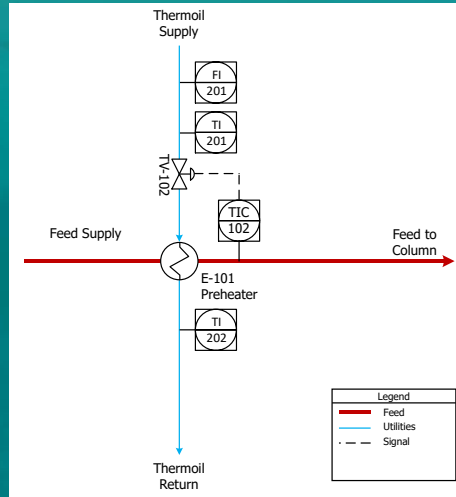 Thermoil
Supply
FI
201
TI
201
TV-102
TIC
102
Feed Supply
Feed to
Column
E-101
Preheater
TI
202
Thermoil
Return
Legend
Feed
Utilities
Signal